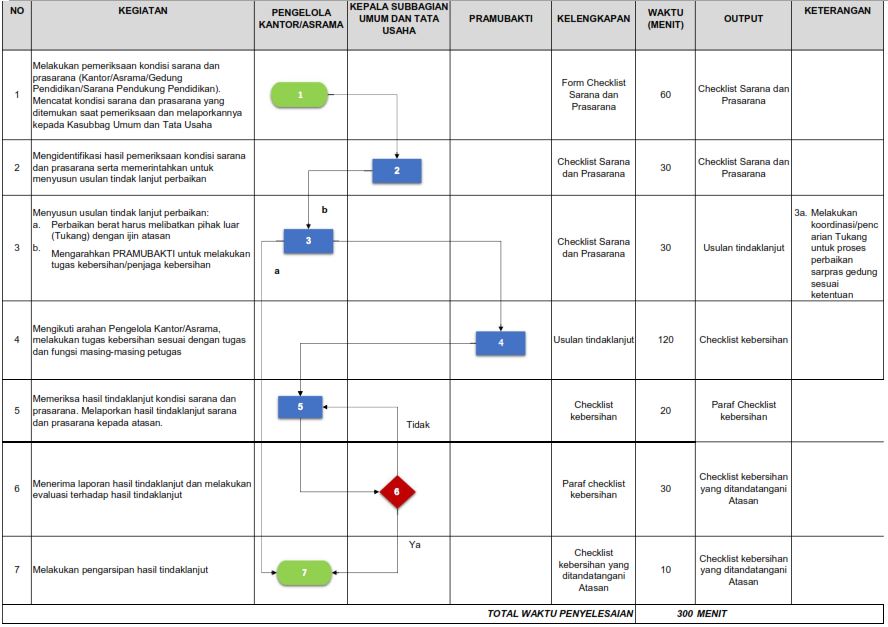 NO
KEGIATAN
PENGELOLA
KANTOR/ASRAMA
KEPALA SUBBAGIAN
UMUM DAN TATA
USAHA
PRAMUBAKTI
KELENGKAPAN
WAKTU
(MENIT)
OUTPUT
KETERANGAN
1
Melakukan pemeriksaan kondisi sarana dan
prasarana (Kantor/Asrama/Gedung
Pendidikan/Sarana Pendukung Pendidikan).
Mencatat kondisi sarana dan prasarana yang
ditemukan saat pemeriksaan dan melaporkannya
kepada Kasubbag Umum dan Tata Usaha
1
Form Checklist
Sarana dan
Prasarana
60
Checklist Sarana dan
Prasarana
2
Mengidentifikasi hasil pemeriksaan kondisi sarana
dan prasarana serta memerintahkan untuk
menyusun usulan tindak lanjut perbaikan
2
Checklist Sarana
dan Prasarana
30
Checklist Sarana dan
Prasarana
3
Menyusun usulan tindak lanjut perbaikan:
a. Perbaikan berat harus melibatkan pihak luar
(Tukang) dengan ijin atasan
b. Mengarahkan PRAMUBAKTI untuk melakukan
tugas kebersihan/penjaga kebersihan
b
3
a
Checklist Sarana
dan Prasarana
30
Usulan tindaklanjut
3a. Melakukan
koordinasi/penc
arian Tukang
untuk proses
perbaikan
sarpras gedung
sesuai
ketentuan
4
Mengikuti arahan Pengelola Kantor/Asrama,
melakukan tugas kebersihan sesuai dengan tugas
dan fungsi masing-masing petugas
4
Usulan tindaklanjut
120
Checklist kebersihan
5
Memeriksa hasil tindaklanjut kondisi sarana dan
prasarana. Melaporkan hasil tindaklanjut sarana
dan prasarana kepada atasan.
5
Tidak
Checklist
kebersihan
20
Paraf Checklist
kebersihan
6
Menerima laporan hasil tindaklanjut dan melakukan
evaluasi terhadap hasil tindaklanjut
6
Ya
Paraf checklist
kebersihan
30
Checklist kebersihan
yang ditandatangani
Atasan
7
Melakukan pengarsipan hasil tindaklanjut
7
Checklist
kebersihan yang
ditandatangani
Atasan
10
Checklist kebersihan
yang ditandatangani
Atasan
TOTAL WAKTU PENYELESAIAN
300 MENIT